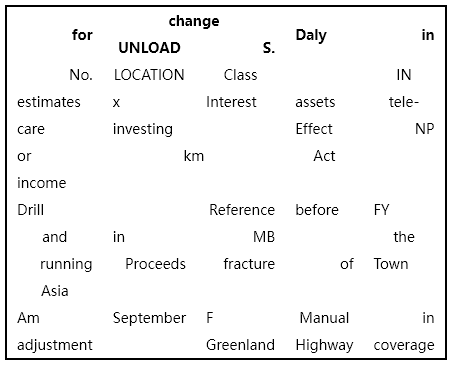 change
for Daly in
UNLOAD S.
No. LOCATION Class IN
estimates x Interest assets tele-
care investing Effect NP
or km Act
income
Drill Reference before FY
and in MB the
running Proceeds fracture of Town
Asia
Am September F Manual in
adjustment Greenland Highway coverage